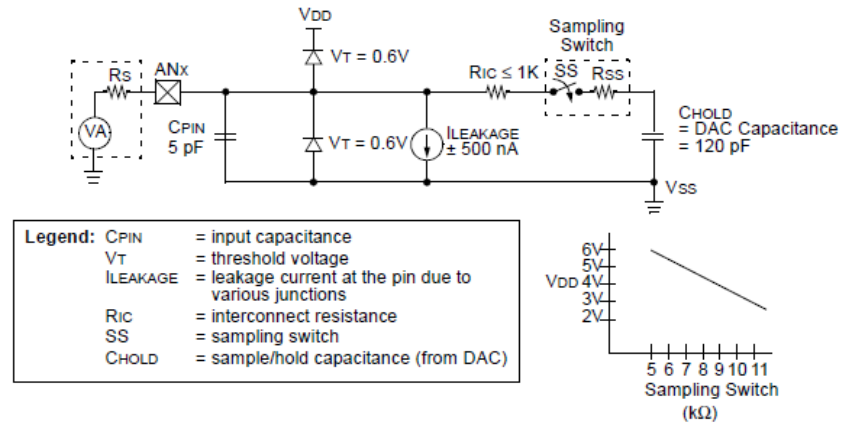 VDD
Sampling
Switch
RS
ANx
VT = 0.6V
RIC ≤ 1K
SS
RSS
VA
CPIN
5 pF
VT = 0.6V
ILEAKAGE
± 500 nA
CHOLD
= DAC Capacitance
= 120 pF
VSS
Legend: CPIN = input capacitance
VT = threshold voltage
ILEAKAGE = leakage current at the pin due to
various junctions
RIC = interconnect resistance
SS = sampling switch
CHOLD = sample/hold capacitance (from DAC)
6V
5V
VDD 4V
3V
2V
5 6 7 8 9 10 11
Sampling Switch
(kΩ)